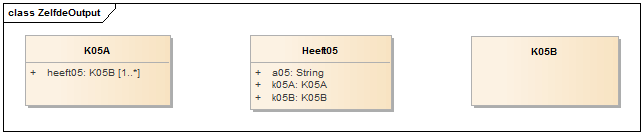 class ZelfdeOutput
K05A
+ heeft05: K05B [1..*]
Heeft05
+ a05: String
+ k05A: K05A
+ k05B: K05B
K05B